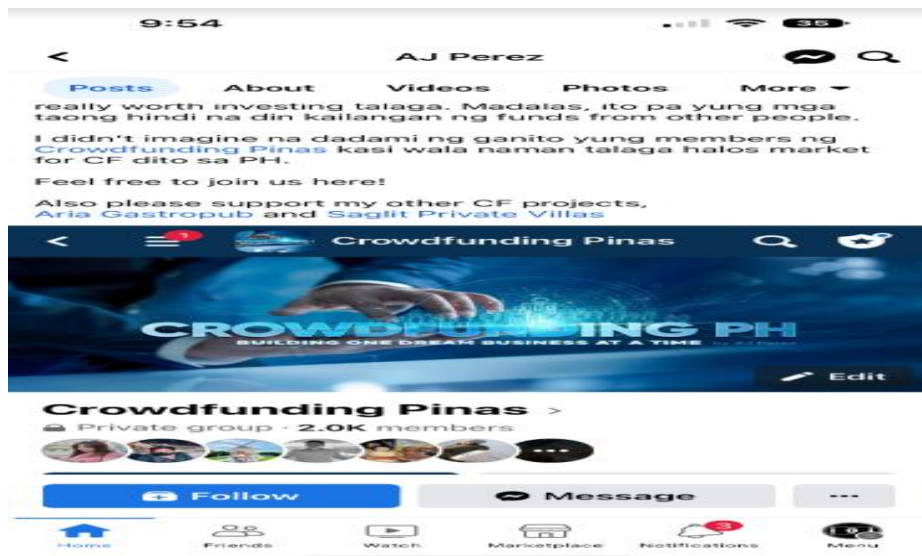 9:54
35
AJ Perez
Posts About Videos Photos More
really worth investing talaga. Madalas, ito pa yung mga
taong hindi na din kailangan ng funds from other people.
I didn't imagine na dadami ng ganito yung members ng
Crowdfunding Pinas kasi wala naman talaga halos market
for CF dito sa PH.
Feel free to join us here!
Also please support my other CF projects,
Aria Gastropub and Saglit Private Villas
Crowdfunding Pinas
CROWDFUNDING PH
BUILDING ONE DREAM BUSINESS AT A TIME by AJ Perez
Edit
Crowdfunding Pinas >
Private group · 2.0K members
Follow Message
3
Home Friends Watch Marketplace Notifications Menu